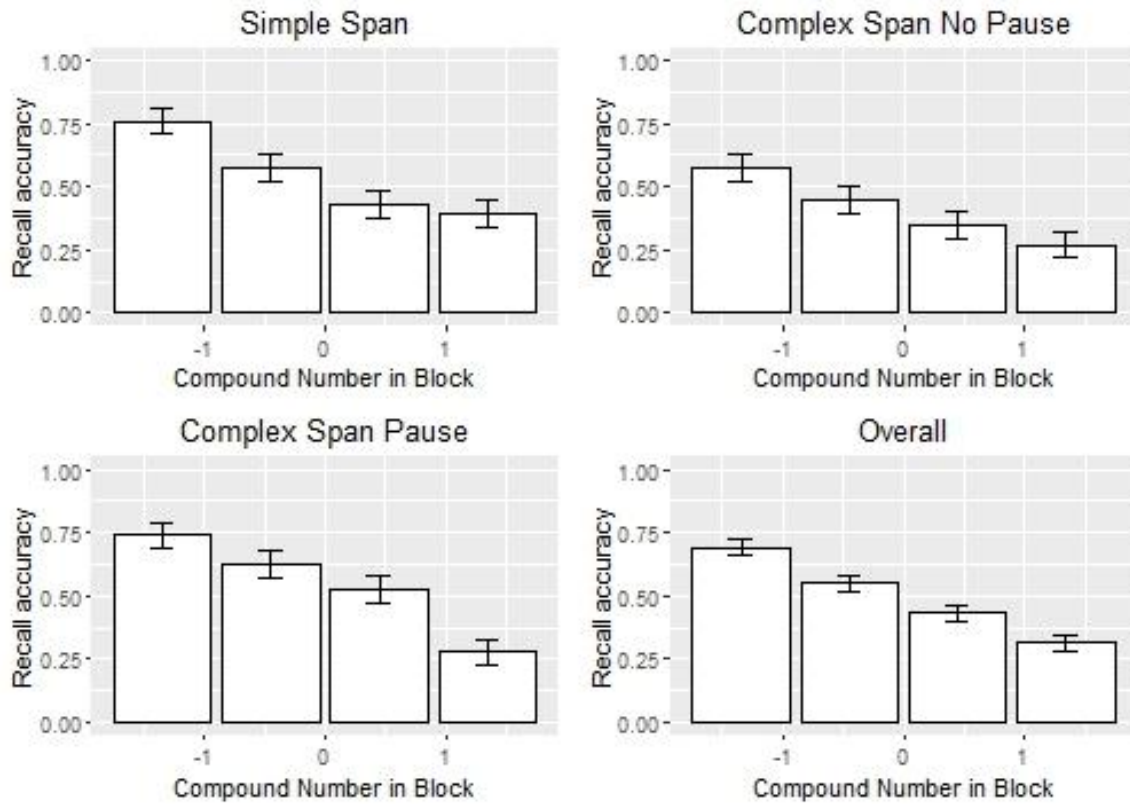 Simple Span
Complex Span No Pause
Recall accuracy
1.00
0.75
0.50
0.25
0.00
-1
0
1
Compound Number in Block
Recall accuracy
1.00
0.75
0.50
0.25
0.00
-1
0
1
Compound Number in Block
Complex Span Pause
Overall
Recall accuracy
1.00
0.75
0.50
0.25
0.00
-1
0
1
Compound Number in Block
Recall accuracy
1.00
0.75
0.50
0.25
0.00
-1
0
1
Compound Number in Block